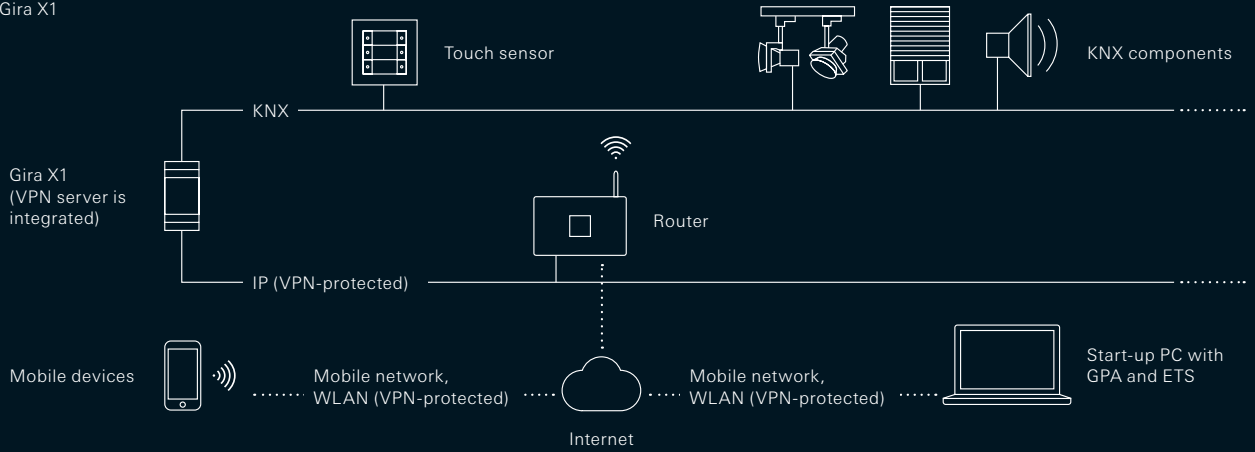 Gira X1
Touch sensor
KNX components
KNX
Gira X1
(VPN server is
integrated)
Router
IP (VPN-protected)
Mobile devices
Mobile network,
WLAN (VPN-protected)
Internet
Mobile network,
WLAN (VPN-protected)
Start-up PC with
GPA and ETS